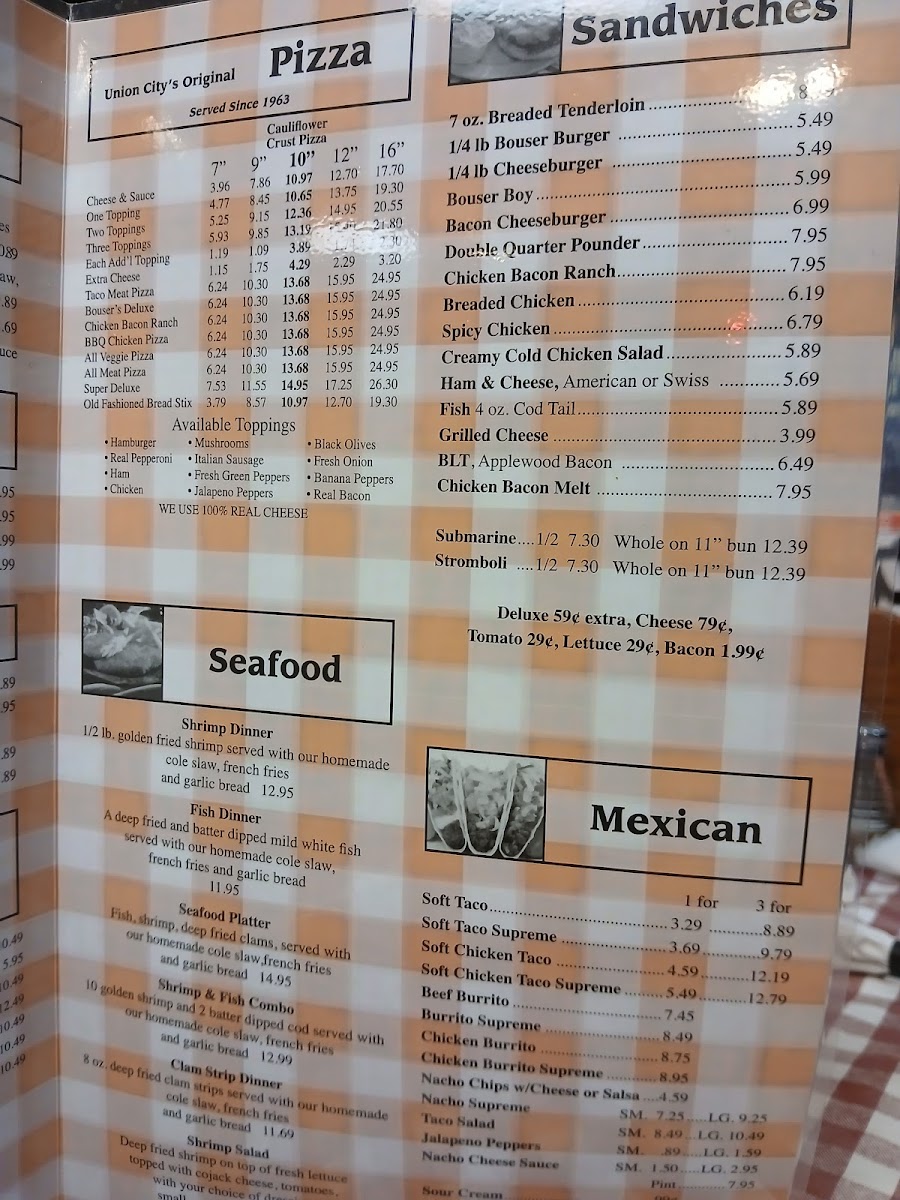 Union City's Original Pizza
Served Since 1963
Cauliflower
Crust Pizza
7" 9" 10" 12" 16"
Cheese & Sauce 3.96 7.86 10.97 12.70 17.70
One Topping 4.77 8.45 10.65 13.75 19.30
Two Toppings 5.25 9.15 12.36 14.95 20.55
Three Toppings 5.93 9.85 13.19 21.80
Each Add'l Topping 1.19 1.09 3.89
Extra Cheese 1.15 1.75 4.29 2.29 3.20
Taco Meat Pizza 6.24 10.30 13.68 15.95 24.95
Bouser's Deluxe 6.24 10.30 13.68 15.95 24.95
Chicken Bacon Ranch 6.24 10.30 13.68 15.95 24.95
BBQ Chicken Pizza 6.24 10.30 13.68 15.95 24.95
All Veggie Pizza 6.24 10.30 13.68 15.95 24.95
All Meat Pizza 6.24 10.30 13.68 15.95 24.95
Super Deluxe 7.53 11.55 14.95 17.25 26.30
Old Fashioned Bread Stix 3.79 8.57 10.97 12.70 19.30
Available Toppings
• Hamburger • Mushrooms • Black Olives
• Real Pepperoni • Italian Sausage • Fresh Onion
• Ham • Fresh Green Peppers • Banana Peppers
• Chicken • Jalapeno Peppers • Real Bacon
WE USE 100% REAL CHEESE
Seafood
Shrimp Dinner
1/2 lb. golden fried shrimp served with our homemade
cole slaw, french fries
and garlic bread 12.95
Fish Dinner
A deep fried and batter dipped mild white fish
served with our homemade cole slaw,
french fries and garlic bread
11.95
Seafood Platter
Fish, shrimp, deep fried clams, served with
our homemade cole slaw,french fries
and garlic bread 14.95
Shrimp & Fish Combo
10 golden shrimp and 2 batter dipped cod served with
our homemade cole slaw, french fries
and garlic bread 12.99
Clam Strip Dinner
8 oz. deep fried clam strips served with our homemade
cole slaw, french fries
and garlic bread 11.69
Shrimp Salad
Deep fried shrimp on top of fresh lettuce
topped with cojack cheese, tomatoes,
with your choice of
small
Sandwiches
7 oz. Breaded Tenderloin
1/4 lb Bouser Burger 5.49
1/4 lb Cheeseburger 5.49
Bouser Boy 5.99
Bacon Cheeseburger 6.99
Double Quarter Pounder 7.95
Chicken Bacon Ranch 7.95
Breaded Chicken 6.19
Spicy Chicken 6.79
Creamy Cold Chicken Salad 5.89
Ham & Cheese, American or Swiss 5.69
Fish 4 oz. Cod Tail 5.89
Grilled Cheese 3.99
BLT, Applewood Bacon 6.49
Chicken Bacon Melt 7.95
Submarine....1/2 7.30 Whole on 11" bun 12.39
Stromboli ....1/2 7.30 Whole on 11" bun 12.39
Deluxe 59¢ extra, Cheese 79¢,
Tomato 29¢, Lettuce 29¢, Bacon 1.99¢
Mexican
1 for 3 for
Soft Taco 3.29 8.89
Soft Taco Supreme 3.69 9.79
Soft Chicken Taco 4.59 12.19
Soft Chicken Taco Supreme 5.49 12.79
Beef Burrito 7.45
Burrito Supreme 8.49
Chicken Burrito 8.75
Chicken Burrito Supreme 8.95
Nacho Chips w/Cheese or Salsa 4.59
Nacho Supreme SM. 7.25 LG. 9.25
Taco Salad SM. 8.49 LG. 10.49
Jalapeno Peppers SM. .89 LG. 1.59
Nacho Cheese Sauce SM. 1.50 LG. 2.95
Pint 7.95
Sour Cream